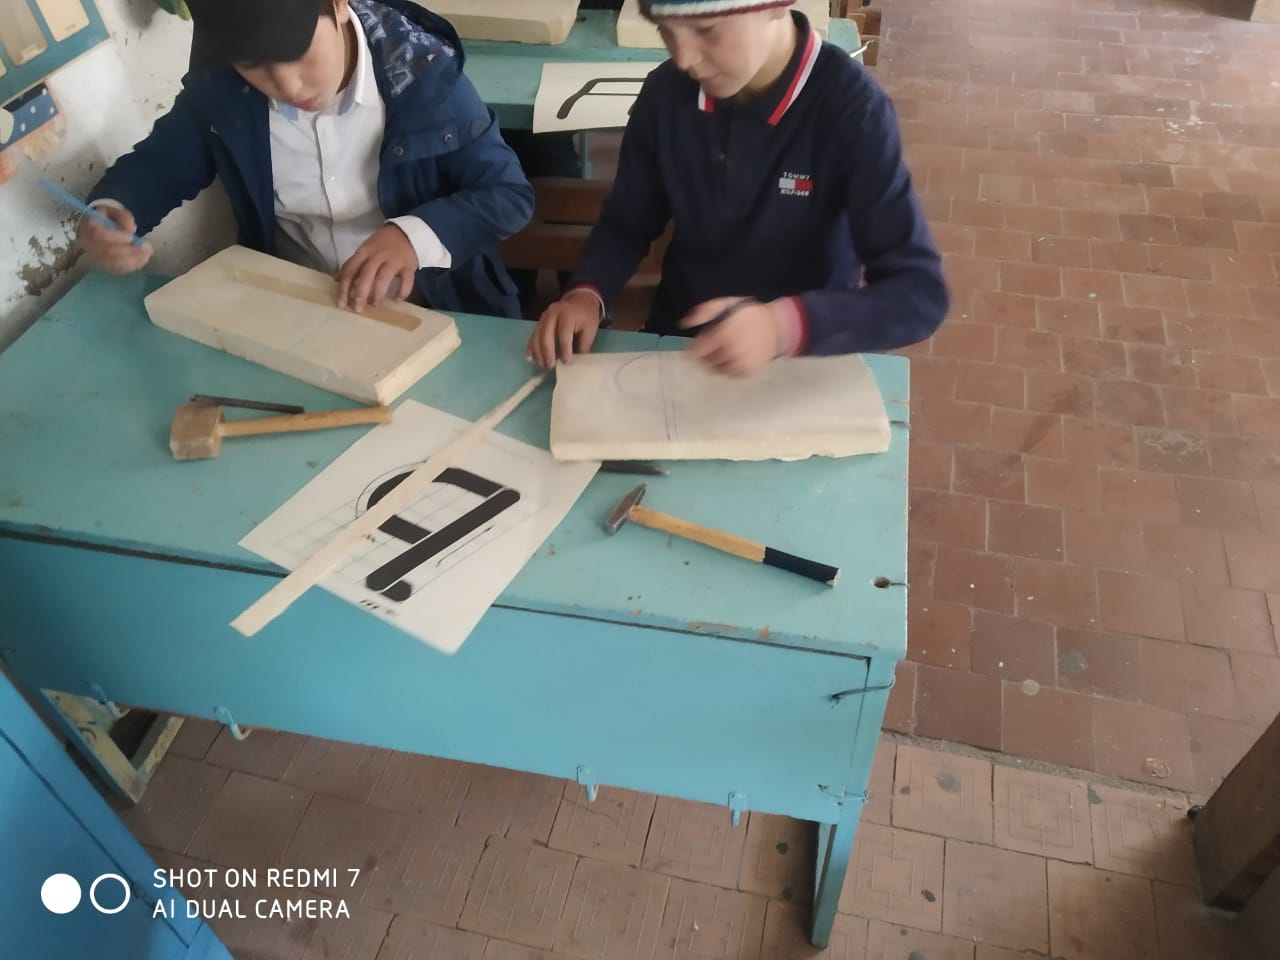 TOMMY
HILFIGER
SHOT ON REDMI 7
AI DUAL CAMERA